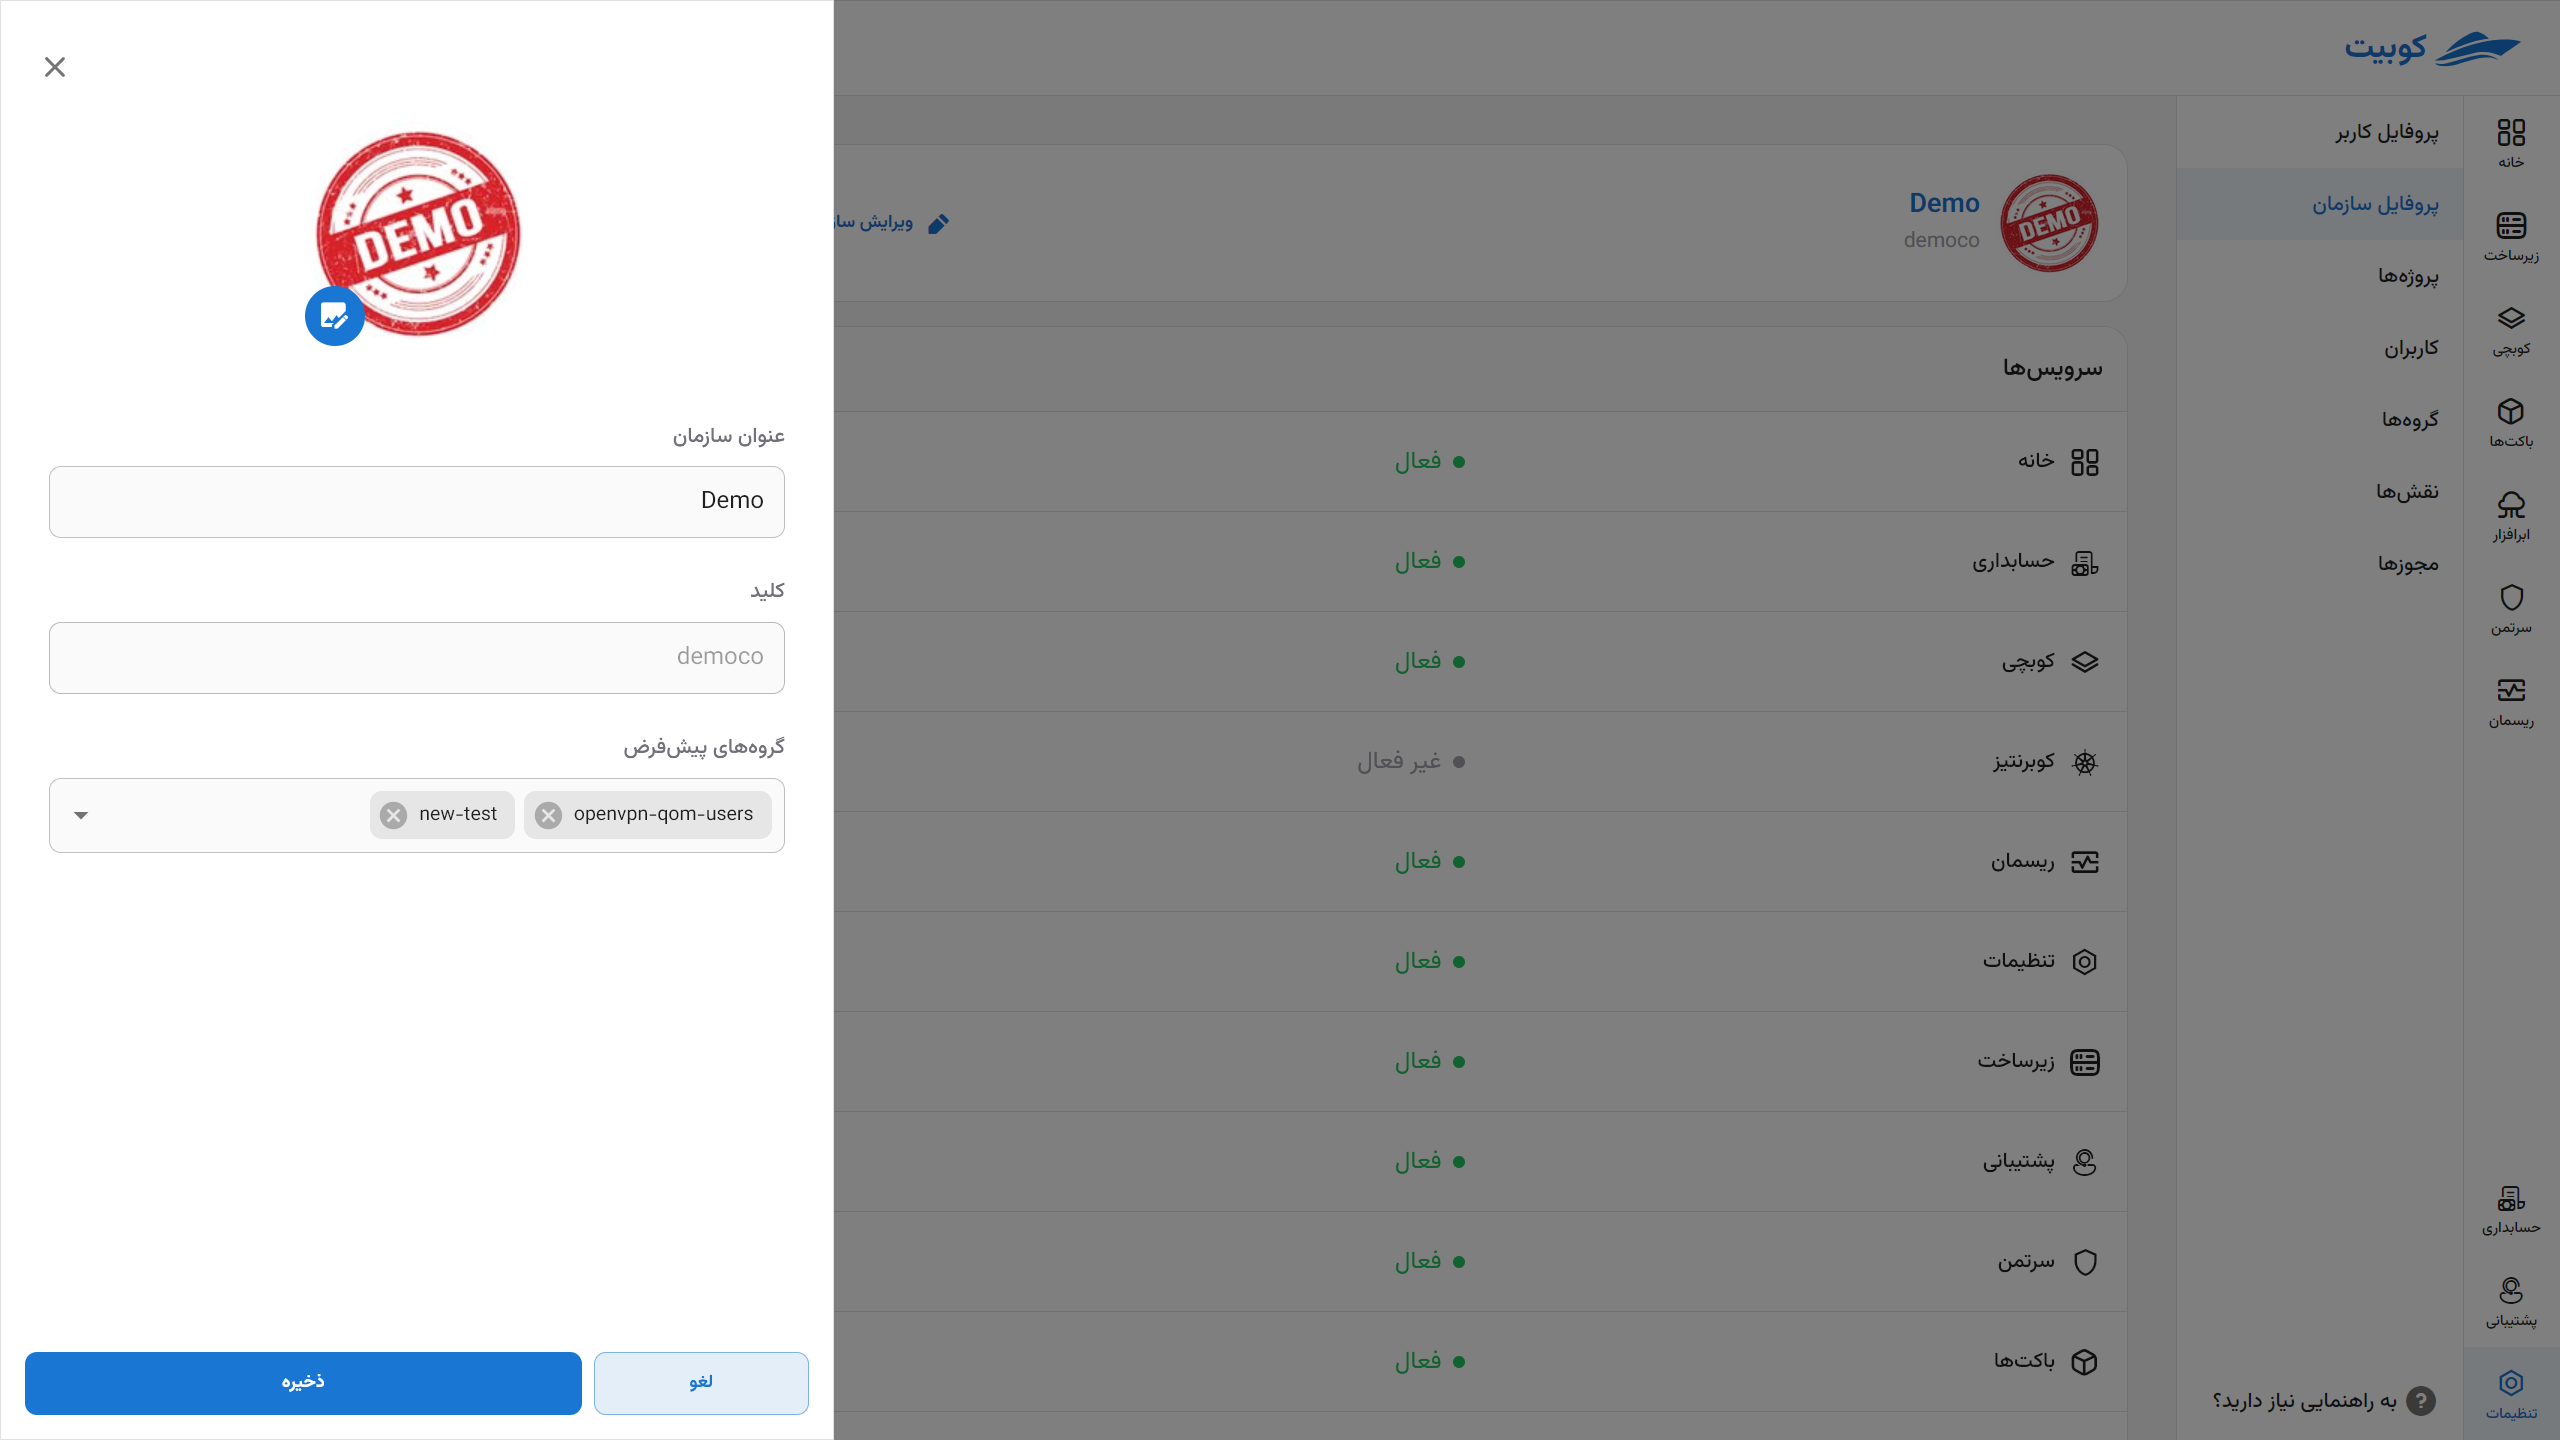 کوبیت
خانه
زیرساخت
کوبچی
باکت‌ها
ابرافزار
سرتمن
ریسمان
حسابداری
پشتیبانی
تنظیمات
پروفایل کاربر
پروفایل سازمان
پروژه‌ها
کاربران
گروه‌ها
نقش‌ها
مجوزها
به راهنمایی نیاز دارید؟
DEMO
Demo
democo
ویرایش ساز
سرویس‌ها
خانه فعال
حسابداری فعال
کوبچی فعال
کوبرنتیز غیر فعال
ریسمان فعال
تنظیمات فعال
زیرساخت فعال
پشتیبانی فعال
سرتمن فعال
باکت‌ها فعال
DEMO
عنوان سازمان
Demo
کلید
democo
گروه‌های پیش‌فرض
openvpn-qom-users
new-test
لغو
ذخیره